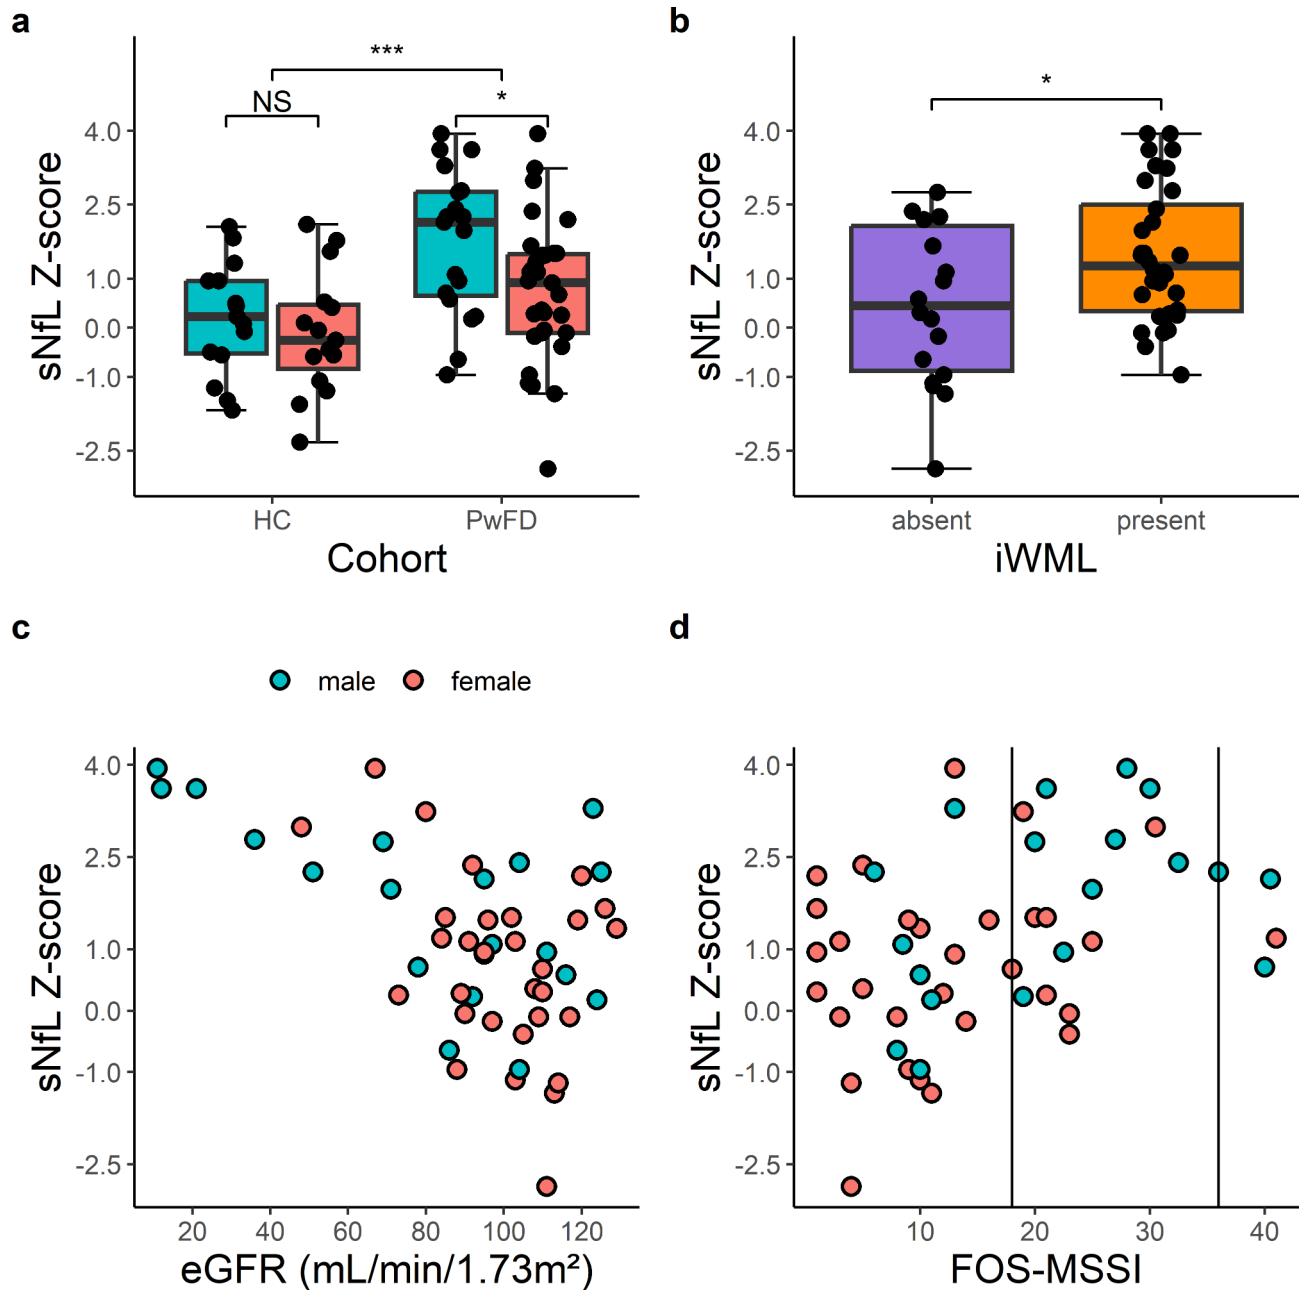 a
***
NS
*
4.0
2.5
1.0
0.0
-1.0
-2.5
sNfL Z-score
HC
PwFD
Cohort
b
*
4.0
2.5
1.0
0.0
-1.0
-2.5
sNfL Z-score
absent
present
iWML
c
male
female
4.0
2.5
1.0
0.0
-1.0
-2.5
sNfL Z-score
20 40 60 80 100 120
eGFR (mL/min/1.73m²)
d
4.0
2.5
1.0
0.0
-1.0
-2.5
sNfL Z-score
10 20 30 40
FOS-MSSI